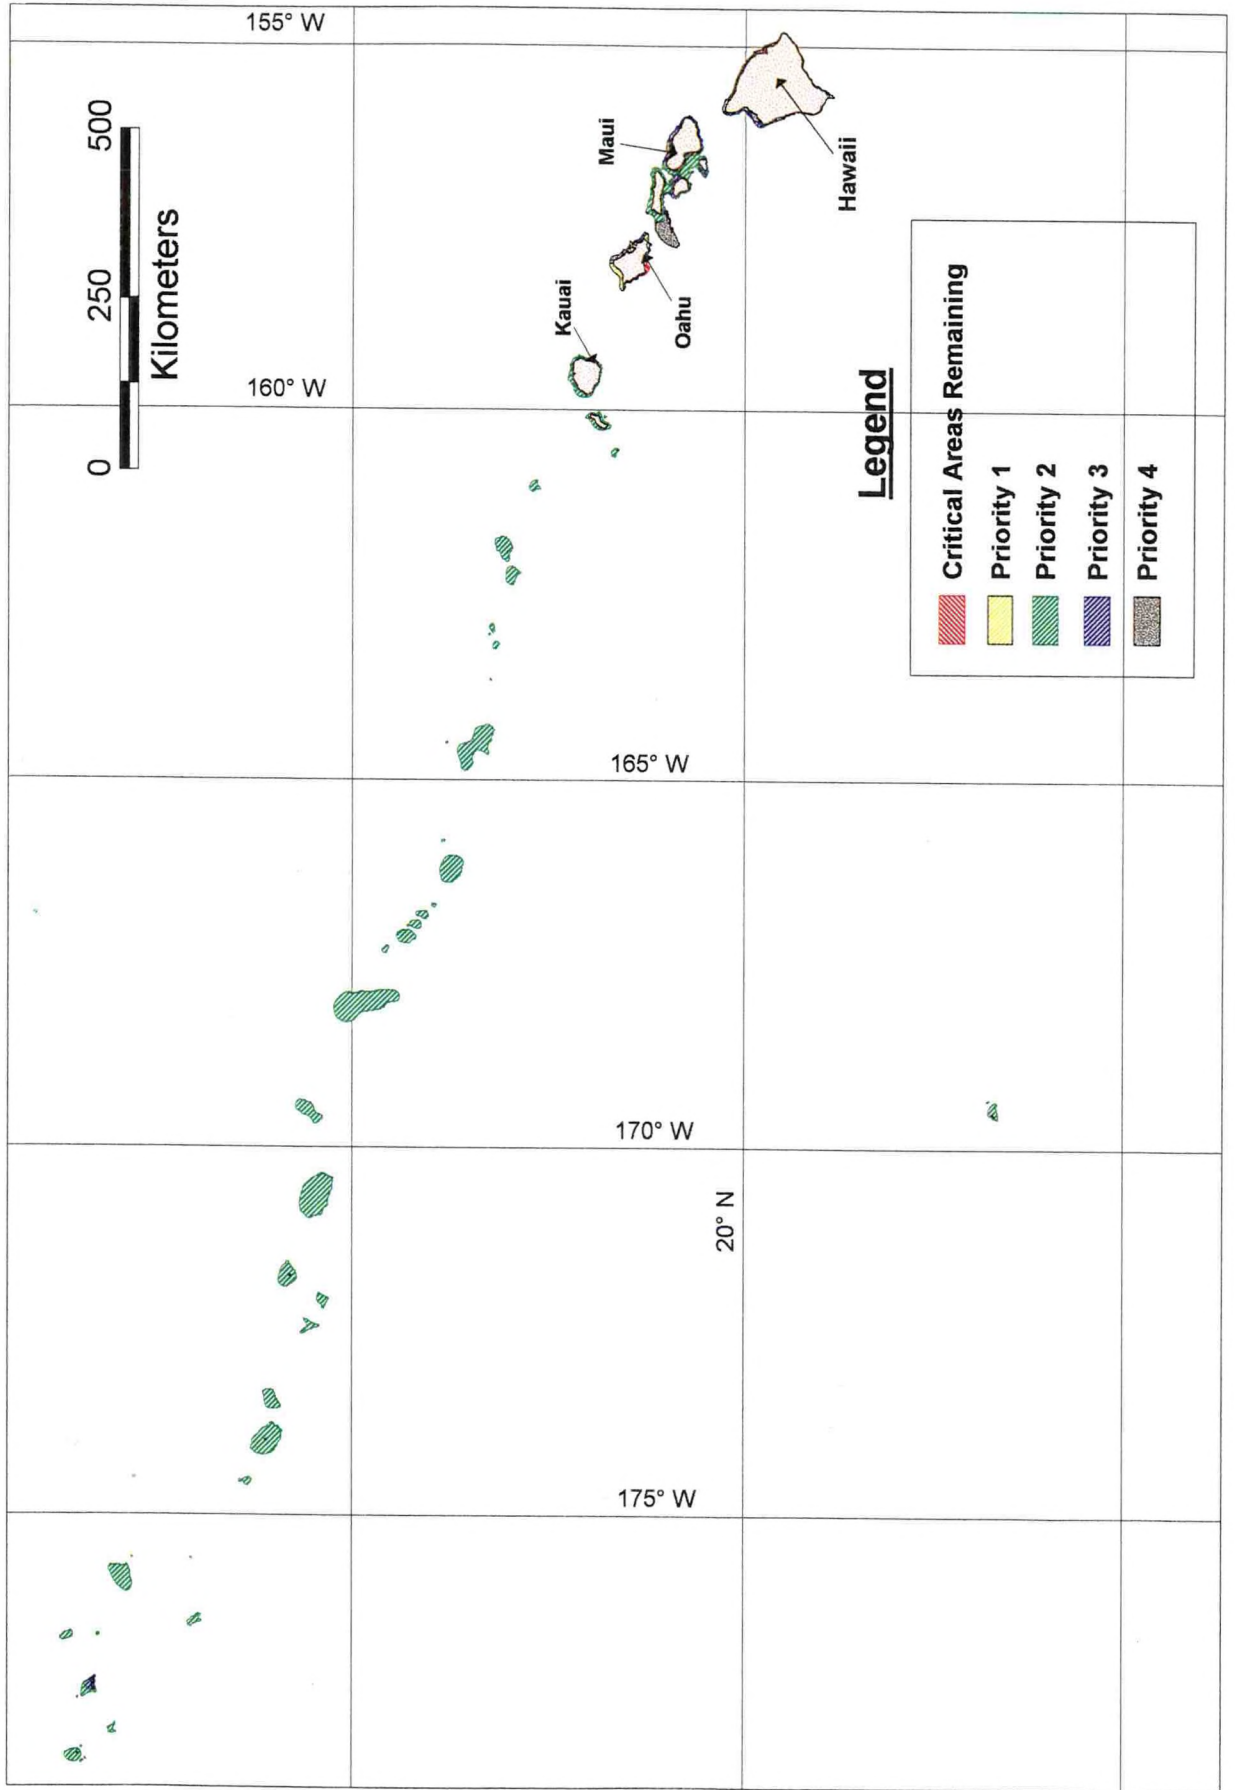 155° W
160° W
165° W
170° W
175° W
20° N
0 250 500
Kilometers
Kauai
Oahu
Maui
Hawaii
Legend
Critical Areas Remaining
Priority 1
Priority 2
Priority 3
Priority 4